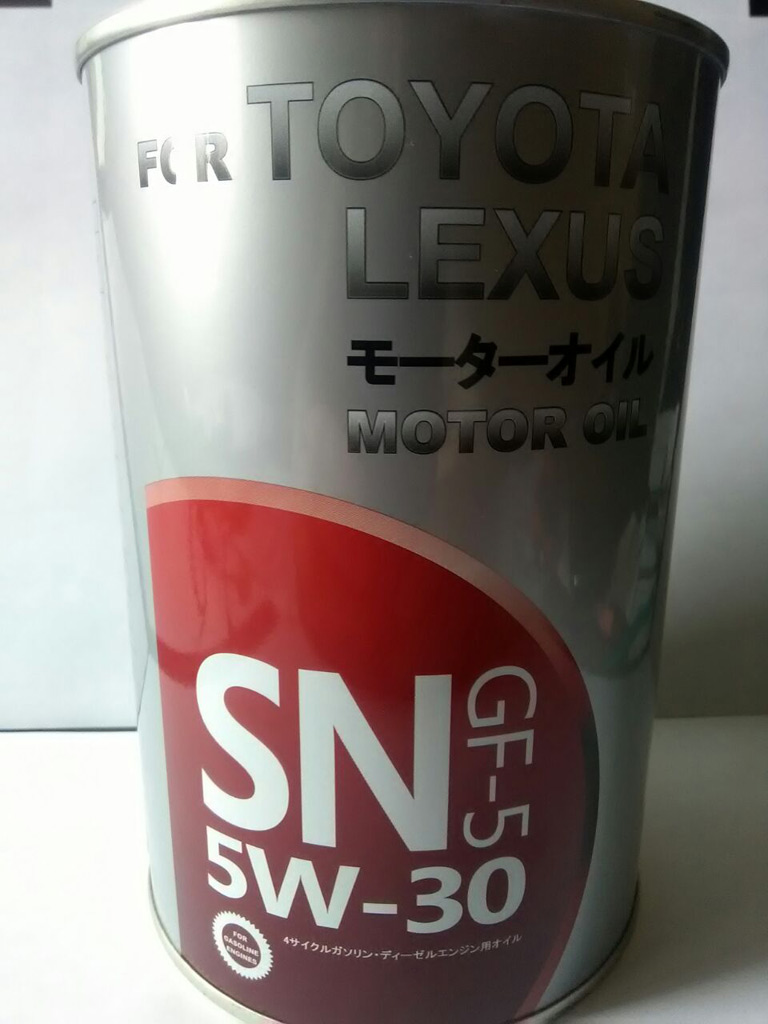 FOR TOYOTA
LEXUS
モーターオイル
MOTOR OIL
SN
GF-5
5W-30
FOR
GASOLINE
ENGINES
4サイクルガソリン・ディーゼルエンジン用オイル